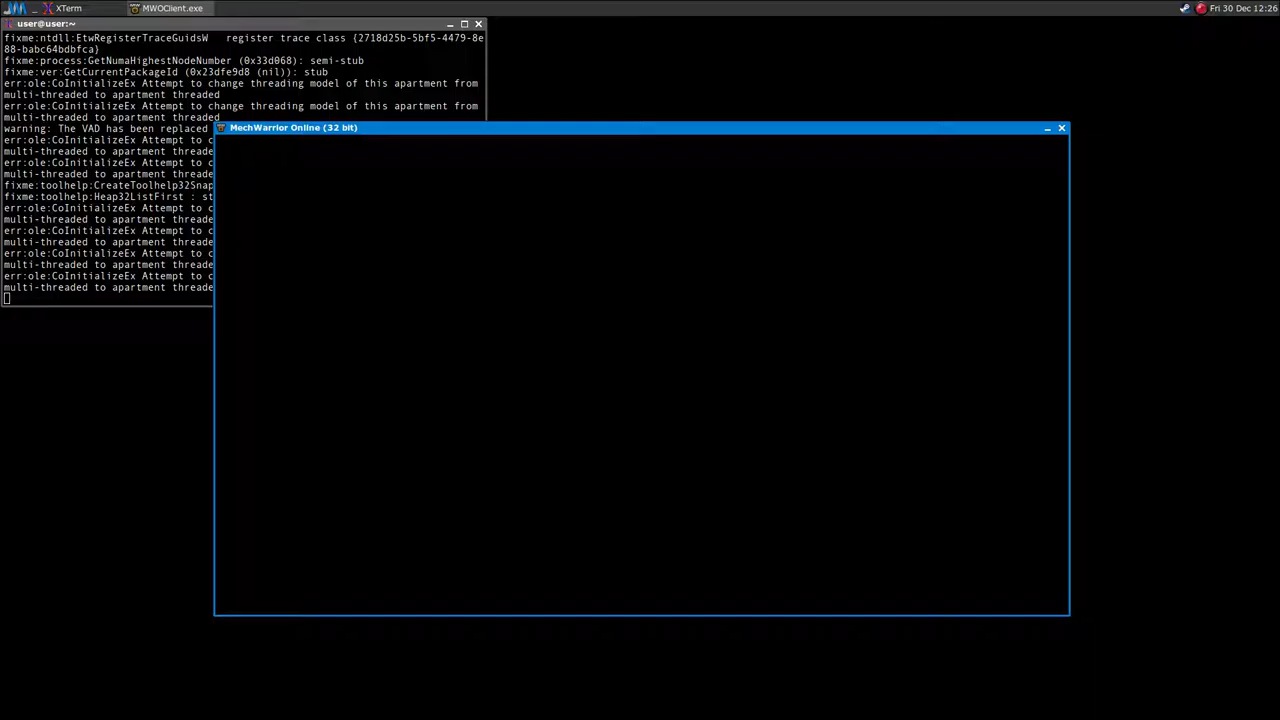 _ XTerm MWOClient.exe Fri 30 Dec 12:26
user@user:~
fixme:ntdll:EtwRegisterTraceGuidsW   register trace class {2718d25b-5bf5-4479-8e
88-babc64bdbfca}
fixme:process:GetNumaHighestNodeNumber (0x33d068): semi-stub
fixme:ver:GetCurrentPackageId (0x23dfe9d8 (nil)): stub
err:ole:CoInitializeEx Attempt to change threading model of this apartment from
multi-threaded to apartment threaded
err:ole:CoInitializeEx Attempt to change threading model of this apartment from
multi-threaded to apartment threaded
warning: The VAD has been replaced
err:ole:CoInitializeEx Attempt to c
multi-threaded to apartment threade
err:ole:CoInitializeEx Attempt to c
multi-threaded to apartment threade
fixme:toolhelp:CreateToolhelp32Snap
fixme:toolhelp:Heap32ListFirst : st
err:ole:CoInitializeEx Attempt to c
multi-threaded to apartment threade
err:ole:CoInitializeEx Attempt to c
multi-threaded to apartment threade
err:ole:CoInitializeEx Attempt to c
multi-threaded to apartment threade
err:ole:CoInitializeEx Attempt to c
multi-threaded to apartment threade
MechWarrior Online (32 bit)